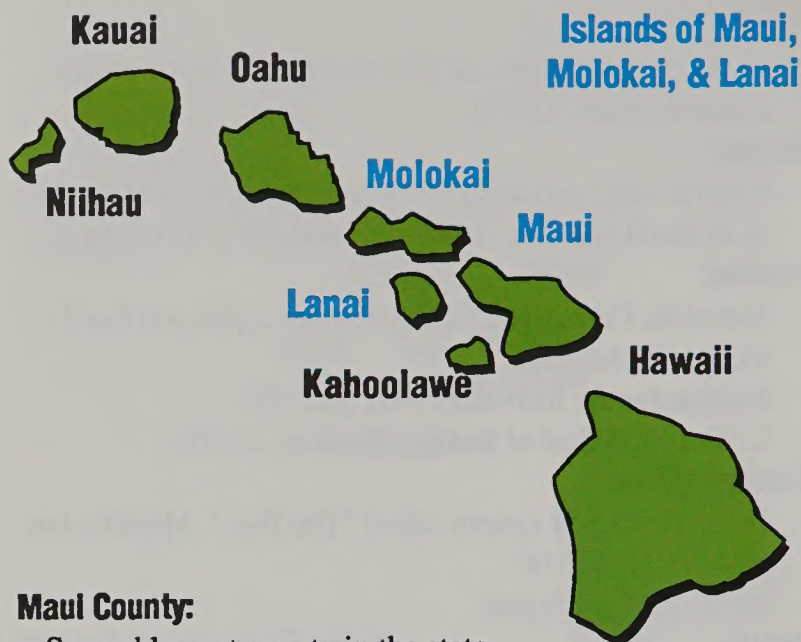 Islands of Maui,
Molokai, & Lanai
Kauai
Oahu
Niihau
Molokai
Maui
Lanai
Kahoolawe
Hawaii
Maui County: